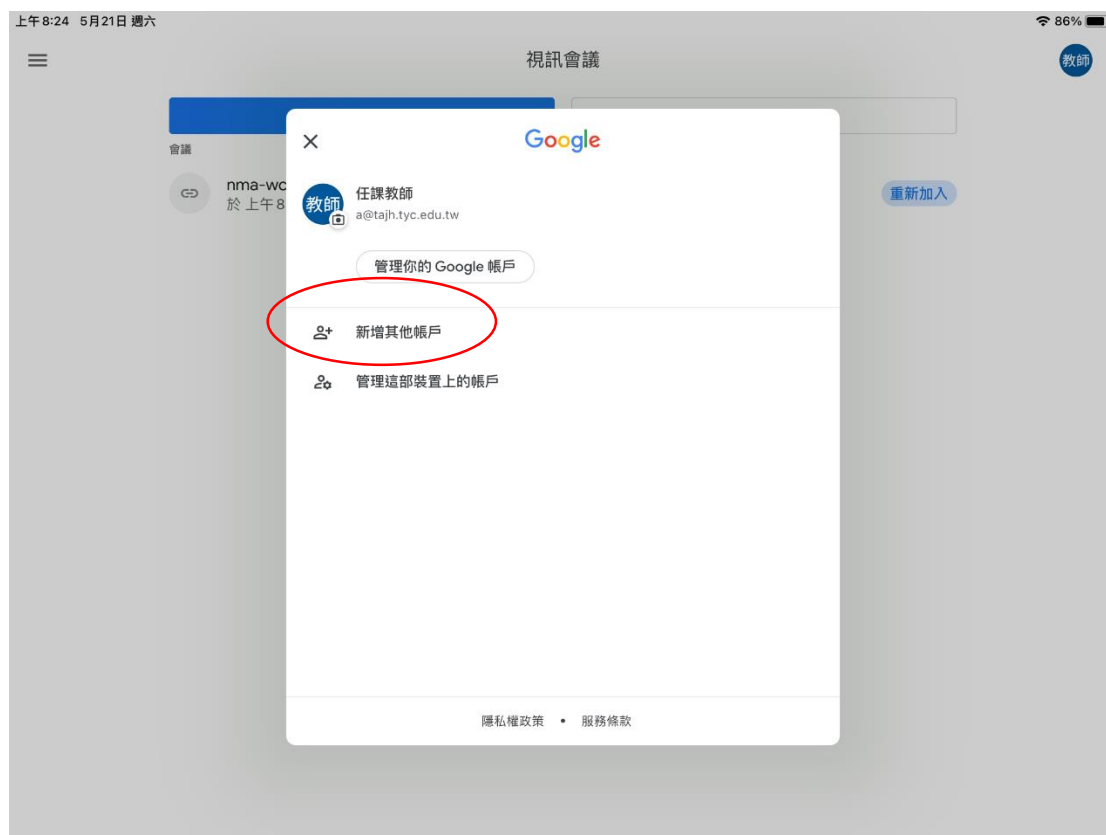 上午8:24 5月21日 週六
86%
視訊會議
教師
會議
nma-wc
於 上午8
重新加入
Google
教師
任課教師
a@tajh.tyc.edu.tw
管理你的 Google 帳戶
新增其他帳戶
管理這部裝置上的帳戶
隱私權政策 • 服務條款